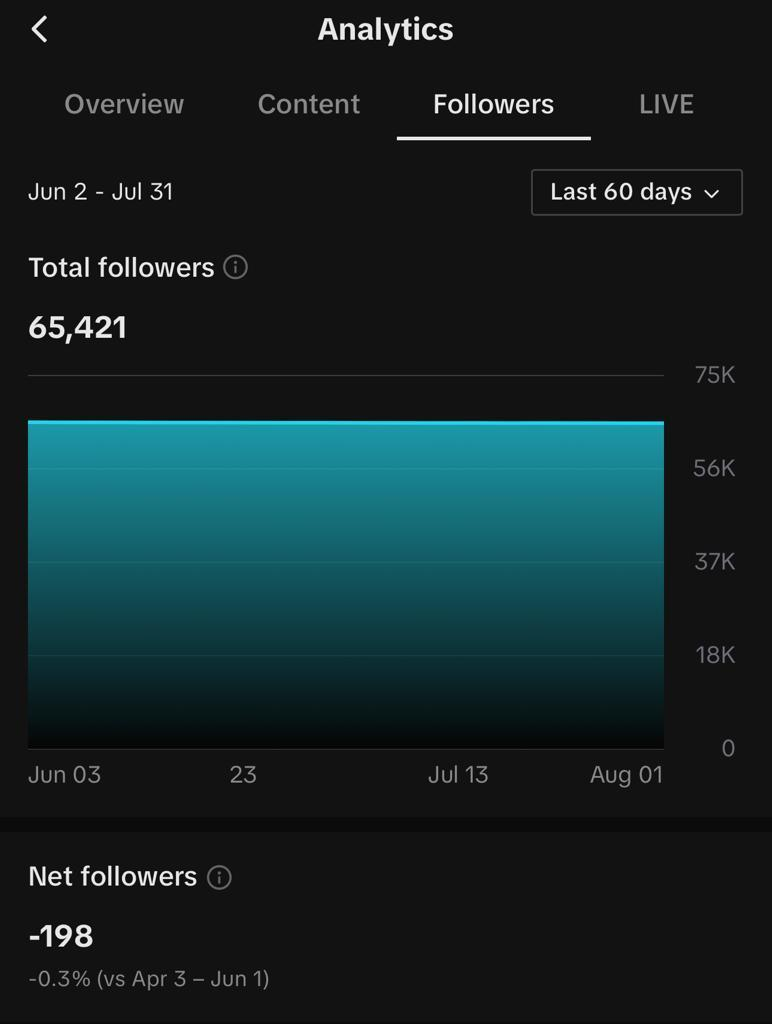 Analytics
Overview Content Followers LIVE
Jun 2 - Jul 31 Last 60 days
Total followers
65,421
75K
56K
37K
18K
0
Jun 03 23 Jul 13 Aug 01
Net followers
-198
-0.3% (vs Apr 3 – Jun 1)